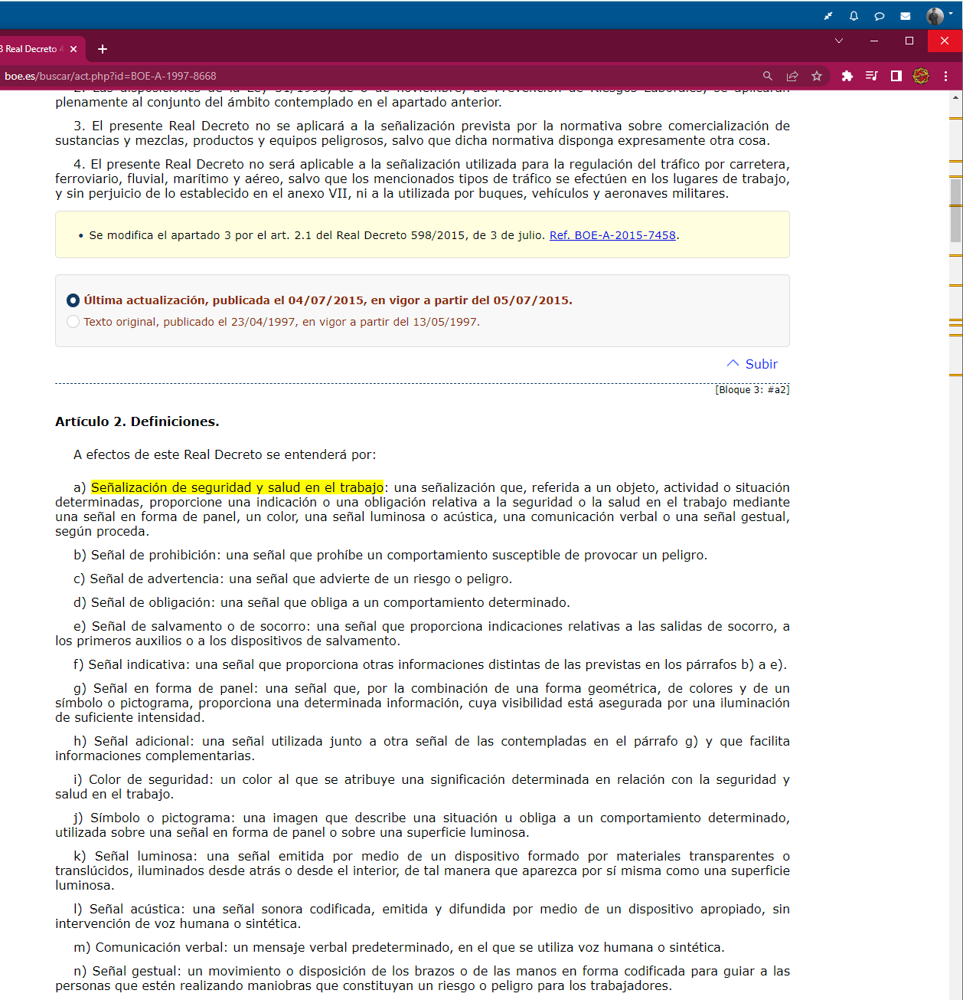 3 Real Decreto 4
boe.es/buscar/act.php?id=BOE-A-1997-8668
2. Las disposiciones de la Ley 31/1995, de 8 de noviembre, de Prevención de Riesgos Laborales, se aplicarán
plenamente al conjunto del ámbito contemplado en el apartado anterior.
3. El presente Real Decreto no se aplicará a la señalización prevista por la normativa sobre comercialización de
sustancias y mezclas, productos y equipos peligrosos, salvo que dicha normativa disponga expresamente otra cosa.
4. El presente Real Decreto no será aplicable a la señalización utilizada para la regulación del tráfico por carretera,
ferroviario, fluvial, marítimo y aéreo, salvo que los mencionados tipos de tráfico se efectúen en los lugares de trabajo,
y sin perjuicio de lo establecido en el anexo VII, ni a la utilizada por buques, vehículos y aeronaves militares.
• Se modifica el apartado 3 por el art. 2.1 del Real Decreto 598/2015, de 3 de julio. Ref. BOE-A-2015-7458.
Última actualización, publicada el 04/07/2015, en vigor a partir del 05/07/2015.
Texto original, publicado el 23/04/1997, en vigor a partir del 13/05/1997.
Subir
[Bloque 3: #a2]
Artículo 2. Definiciones.
A efectos de este Real Decreto se entenderá por:
a) Señalización de seguridad y salud en el trabajo: una señalización que, referida a un objeto, actividad o situación
determinadas, proporcione una indicación o una obligación relativa a la seguridad o la salud en el trabajo mediante
una señal en forma de panel, un color, una señal luminosa o acústica, una comunicación verbal o una señal gestual,
según proceda.
b) Señal de prohibición: una señal que prohíbe un comportamiento susceptible de provocar un peligro.
c) Señal de advertencia: una señal que advierte de un riesgo o peligro.
d) Señal de obligación: una señal que obliga a un comportamiento determinado.
e) Señal de salvamento o de socorro: una señal que proporciona indicaciones relativas a las salidas de socorro, a
los primeros auxilios o a los dispositivos de salvamento.
f) Señal indicativa: una señal que proporciona otras informaciones distintas de las previstas en los párrafos b) a e).
g) Señal en forma de panel: una señal que, por la combinación de una forma geométrica, de colores y de un
símbolo o pictograma, proporciona una determinada información, cuya visibilidad está asegurada por una iluminación
de suficiente intensidad.
h) Señal adicional: una señal utilizada junto a otra señal de las contempladas en el párrafo g) y que facilita
informaciones complementarias.
i) Color de seguridad: un color al que se atribuye una significación determinada en relación con la seguridad y
salud en el trabajo.
j) Símbolo o pictograma: una imagen que describe una situación u obliga a un comportamiento determinado,
utilizada sobre una señal en forma de panel o sobre una superficie luminosa.
k) Señal luminosa: una señal emitida por medio de un dispositivo formado por materiales transparentes o
translúcidos, iluminados desde atrás o desde el interior, de tal manera que aparezca por sí misma como una superficie
luminosa.
l) Señal acústica: una señal sonora codificada, emitida y difundida por medio de un dispositivo apropiado, sin
intervención de voz humana o sintética.
m) Comunicación verbal: un mensaje verbal predeterminado, en el que se utiliza voz humana o sintética.
n) Señal gestual: un movimiento o disposición de los brazos o de las manos en forma codificada para guiar a las
personas que estén realizando maniobras que constituyan un riesgo o peligro para los trabajadores.